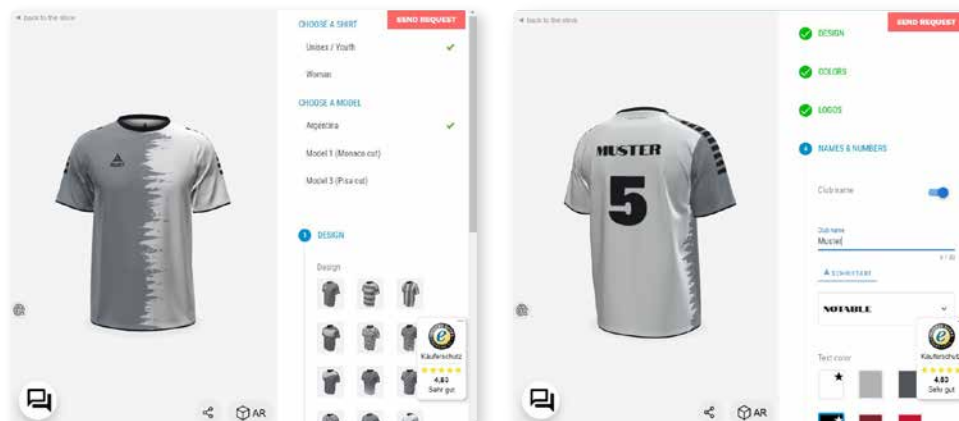 ◄ back to the store
SEND REQUEST
CHOOSE A SHIRT
Unisex / Youth
Woman
CHOOSE A MODEL
Argentina
Model 1 (Monaco cut)
Model 3 (Pisa cut)
1 DESIGN
Design
Käuferschutz
4,80
Sehr gut
AR
◄ back to the store
SEND REQUEST
DESIGN
COLORS
LOGOS
4 NAMES & NUMBERS
Club name
Club name
Muster
NOTABLE
Text color
MUSTER
5
Käuferschutz
4,80
Sehr gut
AR